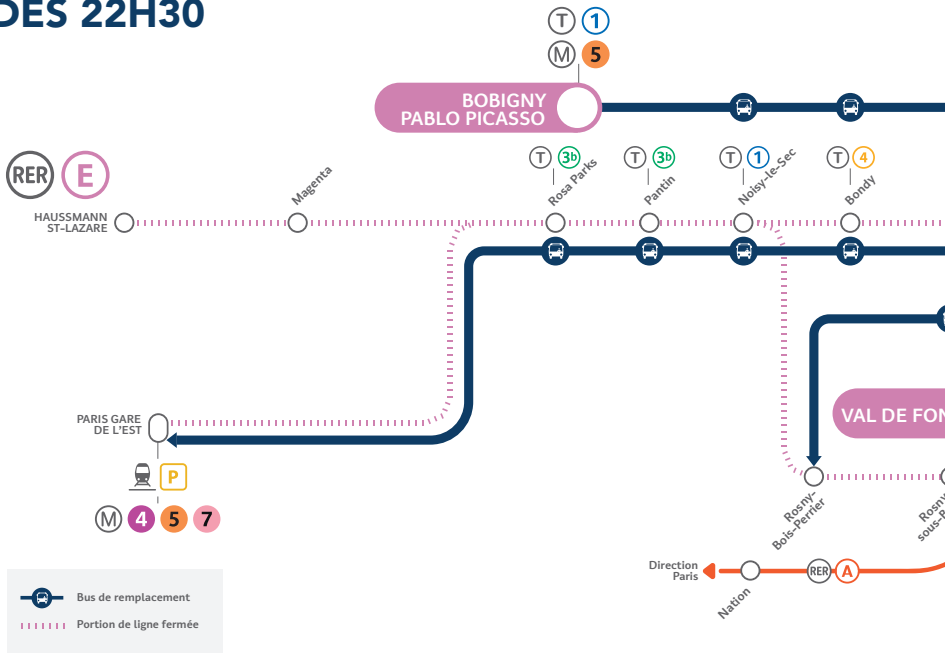 DÈS 22H30
T 1
M 5
BOBIGNY
PABLO PICASSO
RER E
T 3b
T 3b
T 1
T 4
Magenta
Rosa Parks
Pantin
Noisy-le-Sec
Bondy
HAUSSMANN
ST-LAZARE
PARIS GARE
DE L'EST
P
M 4 5 7
VAL DE FON
Rosny-
Bois-Perrier
Rosny
sous-
Direction
Paris
RER A
Nation
Bus de remplacement
Portion de ligne fermée